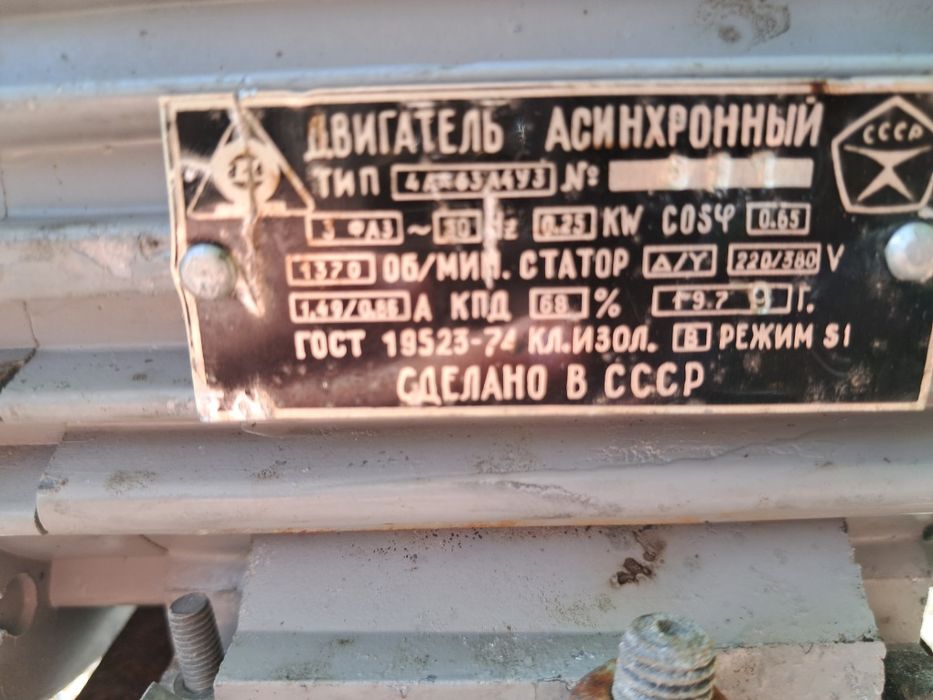 ДВИГАТЕЛЬ АСИНХРОННЫЙ
СССР
ТИП 4АА63А4У3 №
3 ФАЗ ~ 50 Hz 0.25 KW COSφ 0.65
1370 ОБ/МИН. СТАТОР Δ/Y 220/380 V
1,49/0.86 А КПД 68 % 197 9 Г.
ГОСТ 19523-74 КЛ.ИЗОЛ. В РЕЖИМ S1
СДЕЛАНО В СССР